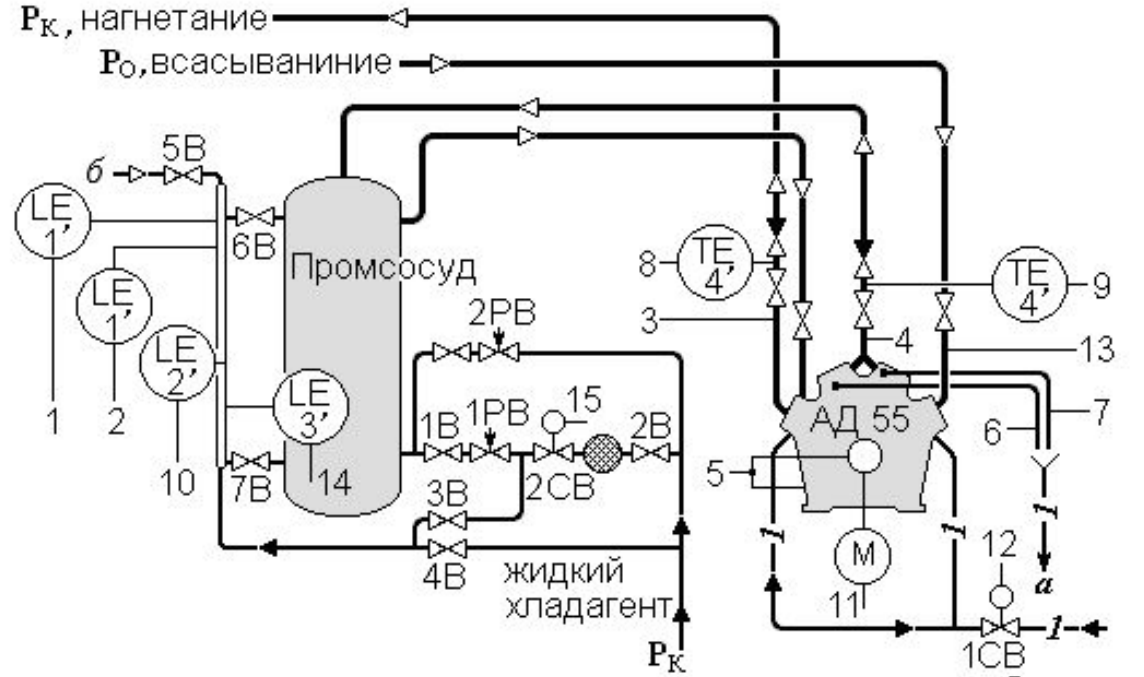 Pк, нагнетание
Pо, всасываниние
5В
б
LE
1'
6В
Промсосуд
LE
1'
LE
2'
LE
3'
1
2
10
7В
14
2РВ
1В
1РВ
15
2СВ
2В
3В
4В
жидкий
хладагент
Pк
8
TE
4'
TE
4'
9
3
4
13
АД 55
6
7
5
1
1
1
M
11
12
a
1
1СВ